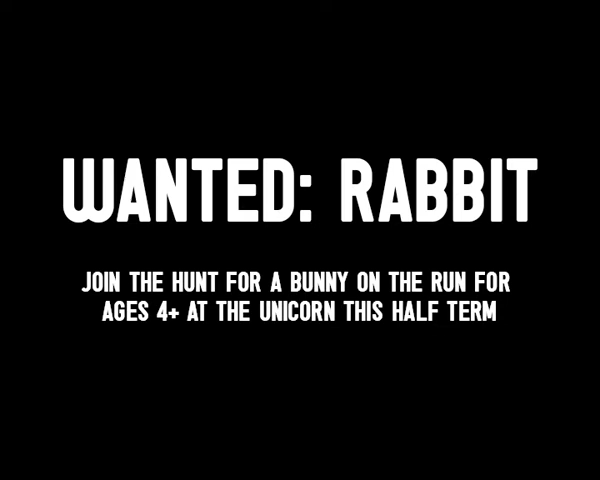 WANTED: RABBIT
JOIN THE HUNT FOR A BUNNY ON THE RUN FOR
AGES 4+ AT THE UNICORN THIS HALF TERM